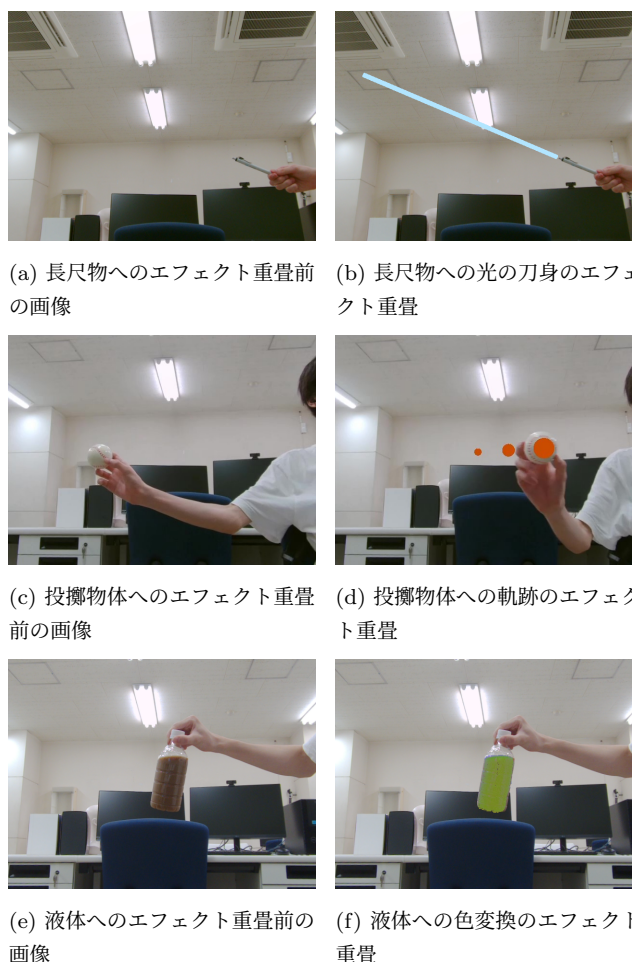 (a) 長尺物へのエフェクト重畳前
の画像
(b) 長尺物への光の刀身のエフェ
クト重畳
(c) 投擲物体へのエフェクト重畳
前の画像
(d) 投擲物体への軌跡のエフェク
ト重畳
(e) 液体へのエフェクト重畳前の
画像
(f) 液体への色変換のエフェクト
重畳